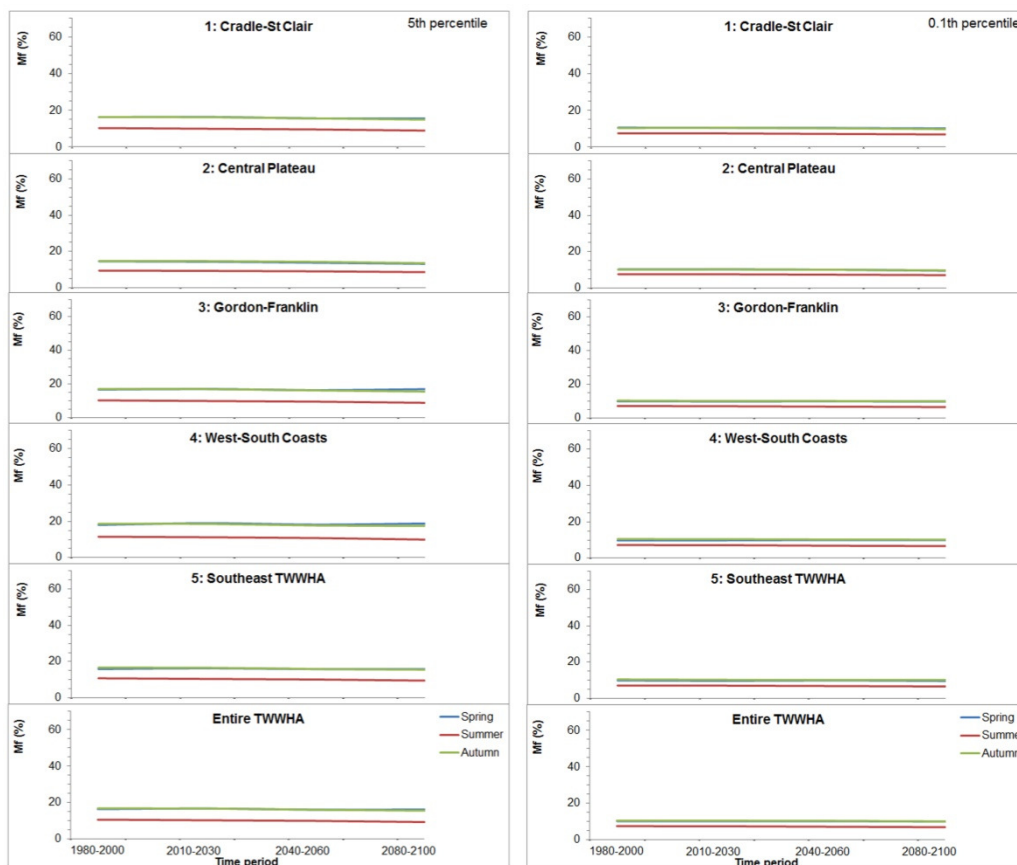 1: Cradle-St Clair
5th percentile
Mf (%)
60
40
20
0
2: Central Plateau
Mf (%)
60
40
20
0
3: Gordon-Franklin
Mf (%)
60
40
20
0
4: West-South Coasts
Mf (%)
60
40
20
0
5: Southeast TWWHA
Mf (%)
60
40
20
0
Entire TWWHA
Mf (%)
60
40
20
0
Spring
Summer
Autumn
1980-2000 2010-2030 2040-2060 2080-2100
Time period
1: Cradle-St Clair
0.1th percentile
Mf (%)
60
40
20
0
2: Central Plateau
Mf (%)
60
40
20
0
3: Gordon-Franklin
Mf (%)
60
40
20
0
4: West-South Coasts
Mf (%)
60
40
20
0
5: Southeast TWWHA
Mf (%)
60
40
20
0
Entire TWWHA
Mf (%)
60
40
20
0
Spring
Summe
Autumn
1980-2000 2010-2030 2040-2060 2080-2100
Time period